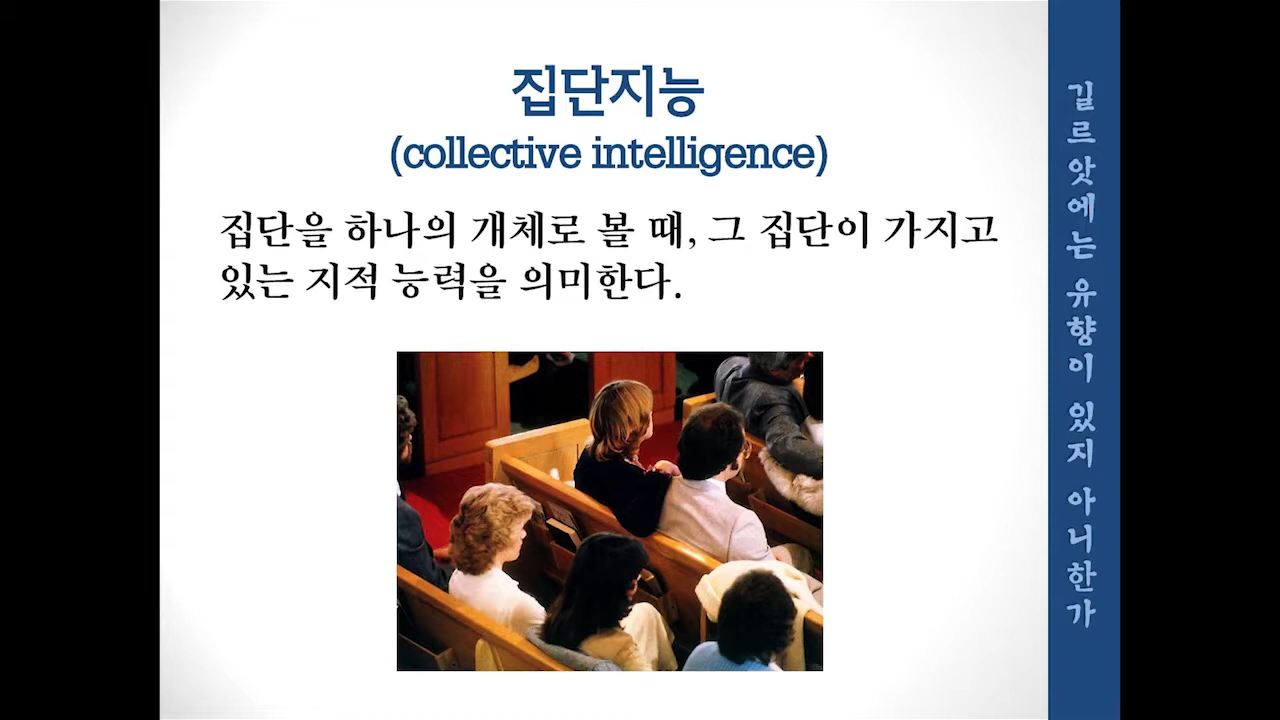 집단지능
(collective intelligence)
집단을 하나의 개체로 볼 때, 그 집단이 가지고
있는 지적 능력을 의미한다.
길르앗에는 유향이 있지 아니한가